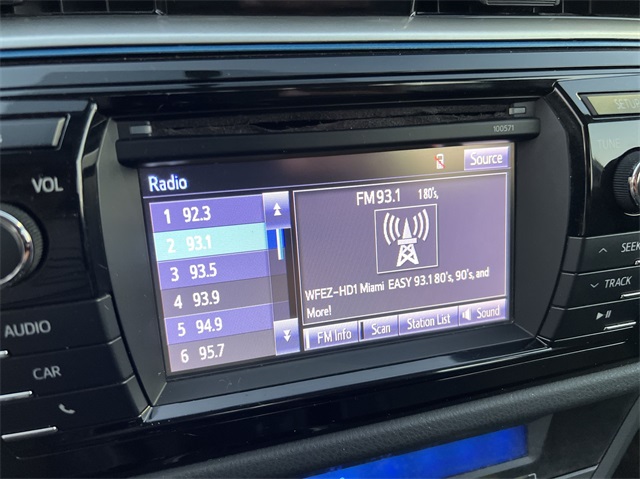 100571
SETUP
VOL
TUNE
Radio
Source
1 92.3
2 93.1
3 93.5
4 93.9
5 94.9
6 95.7
FM 93.1 180's,
WFEZ-HD1 Miami EASY 93.1 80's, 90's, and
More!
FM Info
Scan
Station List
Sound
SEEK
TRACK
AUDIO
CAR